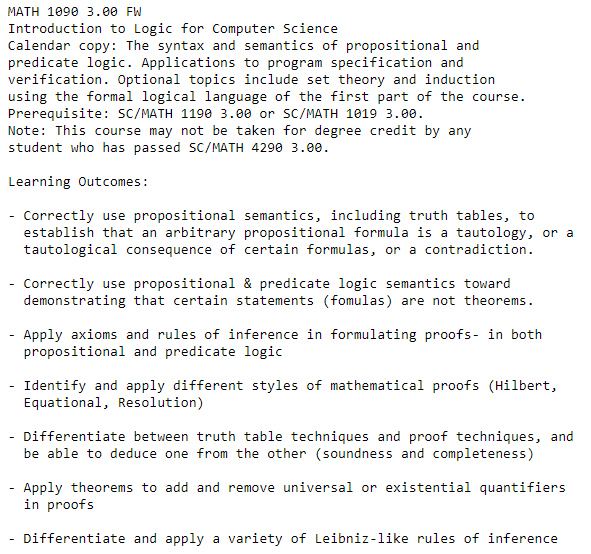 MATH 1090 3.00 FW
Introduction to Logic for Computer Science
Calendar copy: The syntax and semantics of propositional and
predicate logic. Applications to program specification and
verification. Optional topics include set theory and induction
using the formal logical language of the first part of the course.
Prerequisite: SC/MATH 1190 3.00 or SC/MATH 1019 3.00.
Note: This course may not be taken for degree credit by any
student who has passed SC/MATH 4290 3.00.
Learning Outcomes:
- Correctly use propositional semantics, including truth tables, to
establish that an arbitrary propositional formula is a tautology, or a
tautological consequence of certain formulas, or a contradiction.
- Correctly use propositional & predicate logic semantics toward
demonstrating that certain statements (fomulas) are not theorems.
- Apply axioms and rules of inference in formulating proofs- in both
propositional and predicate logic
- Identify and apply different styles of mathematical proofs (Hilbert,
Equational, Resolution)
- Differentiate between truth table techniques and proof techniques, and
be able to deduce one from the other (soundness and completeness)
- Apply theorems to add and remove universal or existential quantifiers
in proofs
- Differentiate and apply a variety of Leibniz-like rules of inference